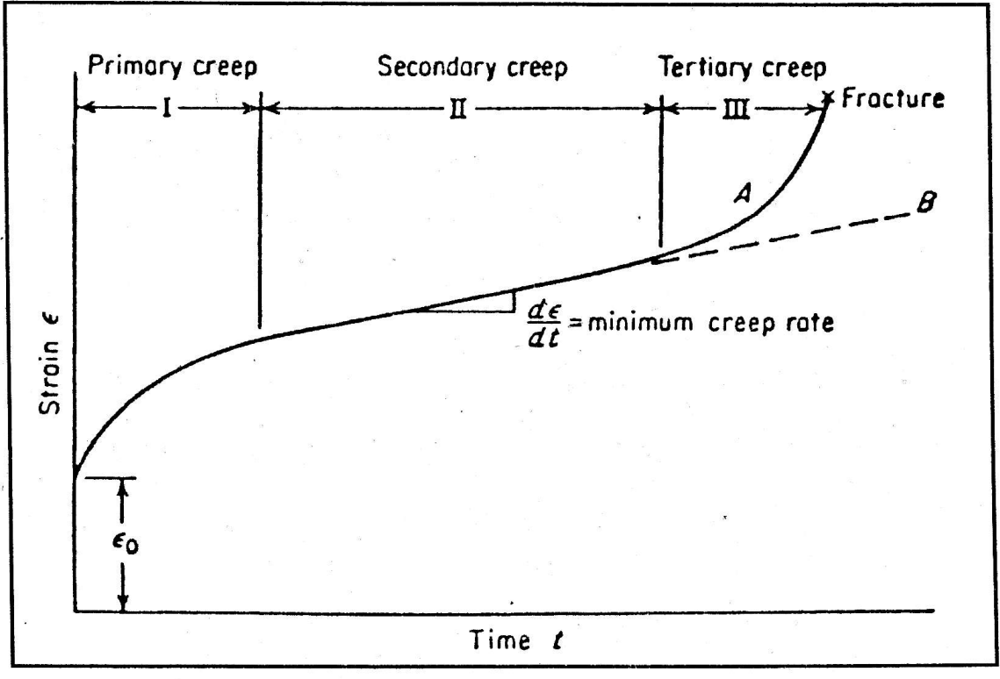 Primary creep
Secondary creep
Tertiary creep
I
II
III
Fracture
A
B
dϵ/dt = minimum creep rate
Strain ϵ
ϵ0
Time t